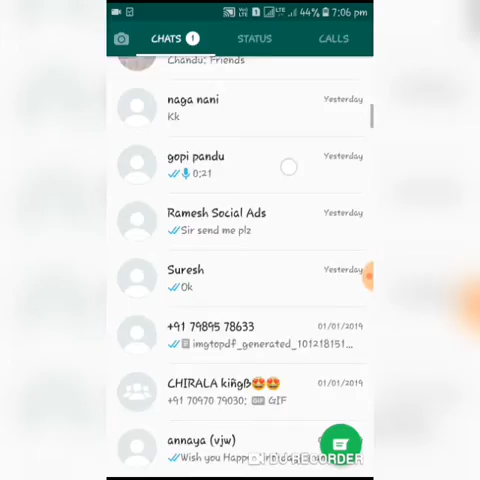 44% 7:06 pm
CHATS 1 STATUS CALLS
Chandu: Friends
naga nani Yesterday
Kk
gopi pandu Yesterday
0:21
Ramesh Social Ads Yesterday
Sir send me plz
Suresh Yesterday
Ok
+91 79895 78633 01/01/2019
imgtopdf_generated_101218151...
CHIRALA kiñgß😍😍 01/01/2019
+91 70970 79030: GIF GIF
annaya (vjw)
Wish you Happ
DU RECORDER